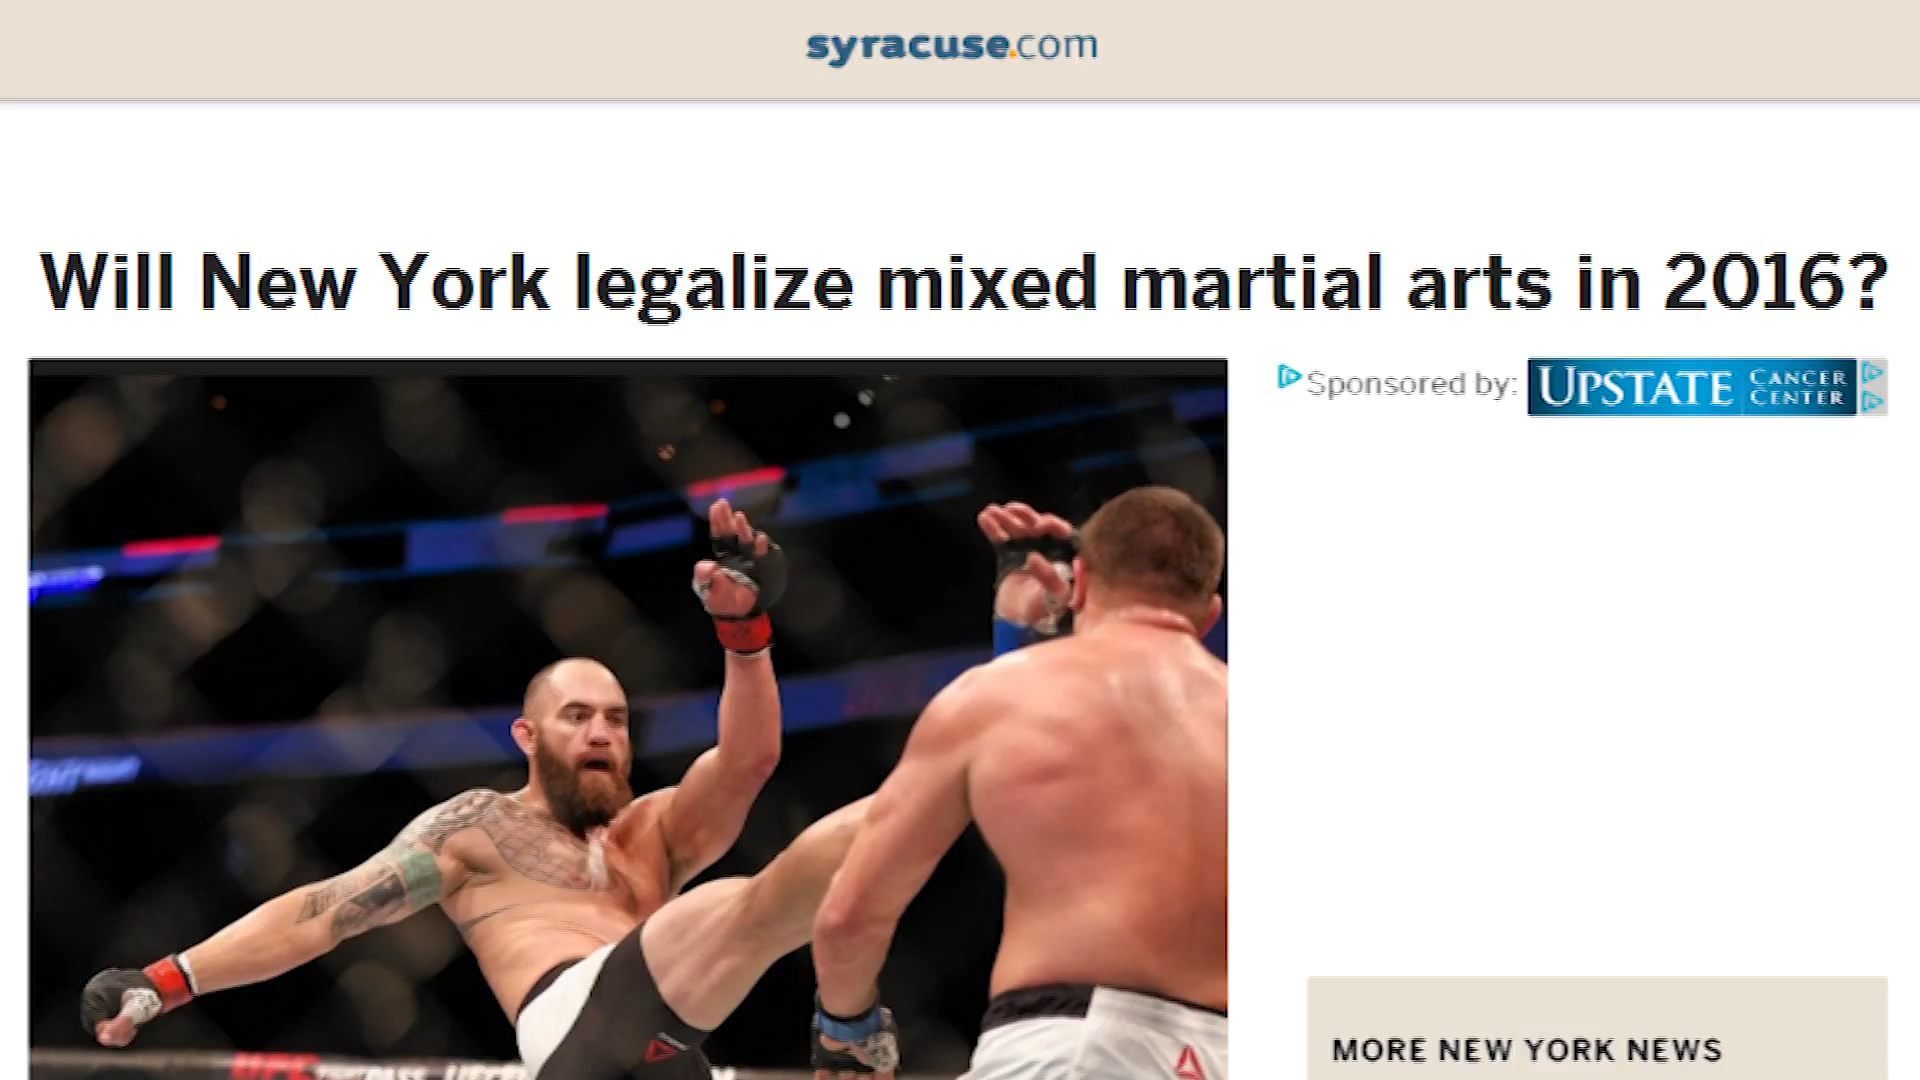 syracuse.com
Will New York legalize mixed martial arts in 2016?
Sponsored by: UPSTATE CANCER CENTER
MORE NEW YORK NEWS